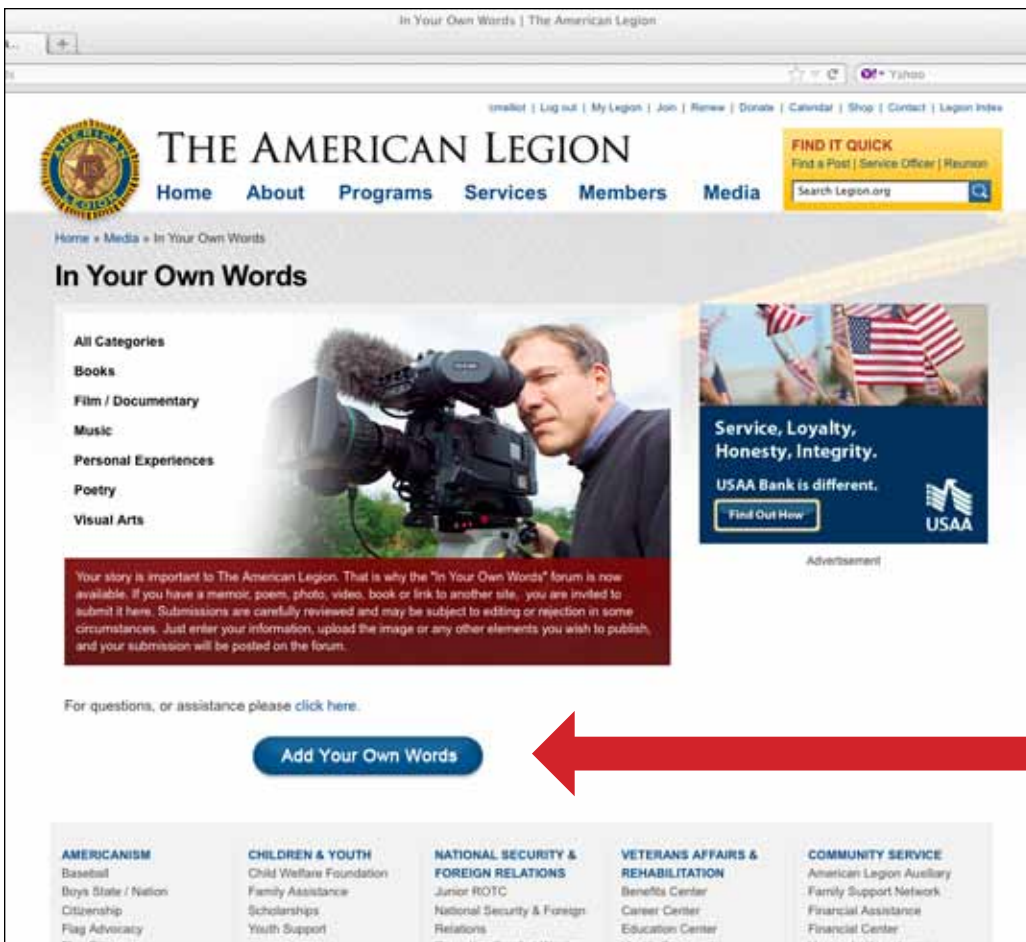 In Your Own Words | The American Legion
Yahoo
Log out | My Legion | Join | Renew | Donate | Calendar | Shop | Contact | Legion Index
THE AMERICAN LEGION
FIND IT QUICK
Find a Post | Service Officer | Reunion
Search Legion.org
Home About Programs Services Members Media
AMERICAN
US
LEGION
Home » Media » In Your Own Words
In Your Own Words
All Categories
Books
Film / Documentary
Music
Personal Experiences
Poetry
Visual Arts
Service, Loyalty,
Honesty, Integrity.
USAA Bank is different.
Find Out How
USAA
Advertisement
Your story is important to The American Legion. That is why the "In Your Own Words" forum is now
available. If you have a memoir, poem, photo, video, book or link to another site, you are invited to
submit it here. Submissions are carefully reviewed and may be subject to editing or rejection in some
circumstances. Just enter your information, upload the image or any other elements you wish to publish,
and your submission will be posted on the forum.
For questions, or assistance please click here.
Add Your Own Words
AMERICANISM
Baseball
Boys State / Nation
Citizenship
Flag Advocacy
CHILDREN & YOUTH
Child Welfare Foundation
Family Assistance
Scholarships
Youth Support
NATIONAL SECURITY &
FOREIGN RELATIONS
Junior ROTC
National Security & Foreign
Relations
VETERANS AFFAIRS &
REHABILITATION
Benefits Center
Career Center
Education Center
COMMUNITY SERVICE
American Legion Auxiliary
Family Support Network
Financial Assistance
Financial Center